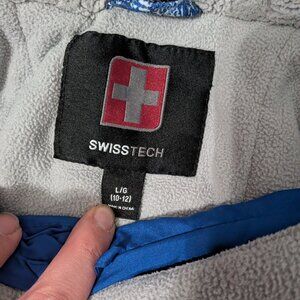 SWISSTECH
L/G
(10-12)